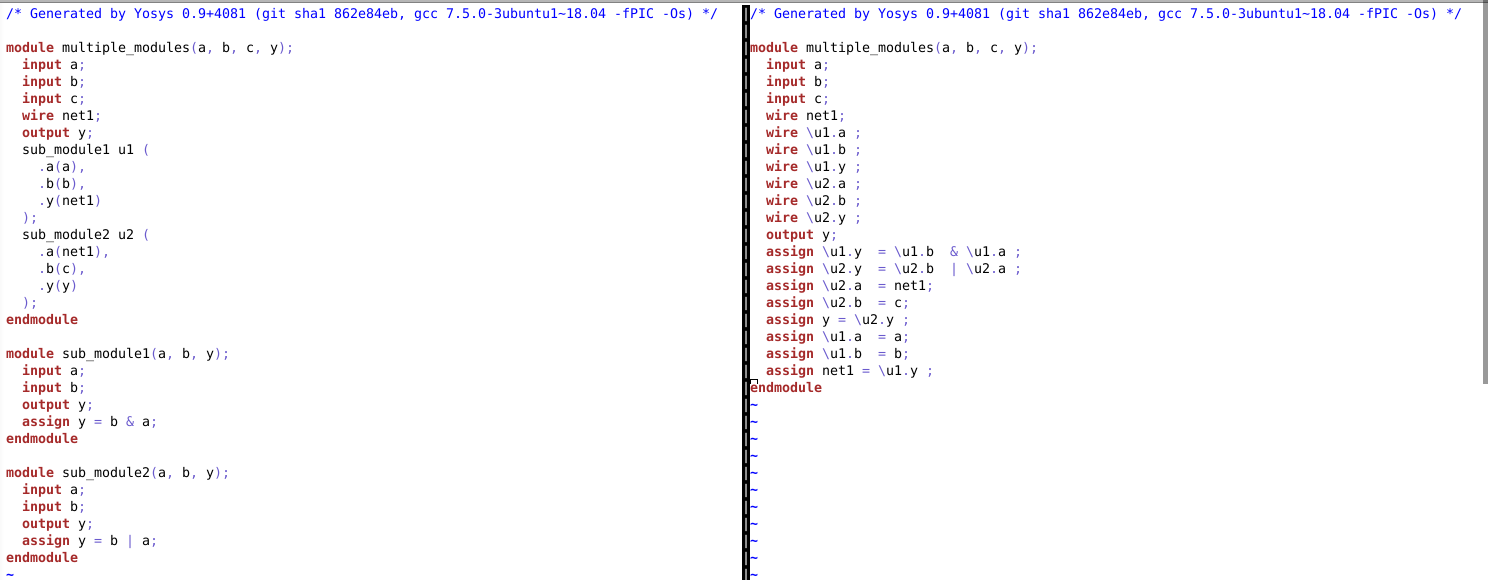 /* Generated by Yosys 0.9+4081 (git sha1 862e84eb, gcc 7.5.0-3ubuntu1~18.04 -fPIC -Os) */

module multiple_modules(a, b, c, y);
  input a;
  input b;
  input c;
  wire net1;
  output y;
  sub_module1 u1 (
    .a(a),
    .b(b),
    .y(net1)
  );
  sub_module2 u2 (
    .a(net1),
    .b(c),
    .y(y)
  );
endmodule

module sub_module1(a, b, y);
  input a;
  input b;
  output y;
  assign y = b & a;
endmodule

module sub_module2(a, b, y);
  input a;
  input b;
  output y;
  assign y = b | a;
endmodule
~

/* Generated by Yosys 0.9+4081 (git sha1 862e84eb, gcc 7.5.0-3ubuntu1~18.04 -fPIC -Os) */

module multiple_modules(a, b, c, y);
  input a;
  input b;
  input c;
  wire net1;
  wire \u1.a ;
  wire \u1.b ;
  wire \u1.y ;
  wire \u2.a ;
  wire \u2.b ;
  wire \u2.y ;
  output y;
  assign \u1.y  = \u1.b  & \u1.a ;
  assign \u2.y  = \u2.b  | \u2.a ;
  assign \u2.a  = net1;
  assign \u2.b  = c;
  assign y = \u2.y ;
  assign \u1.a  = a;
  assign \u1.b  = b;
  assign net1 = \u1.y ;
endmodule
~
~
~
~
~
~
~
~
~
~
~